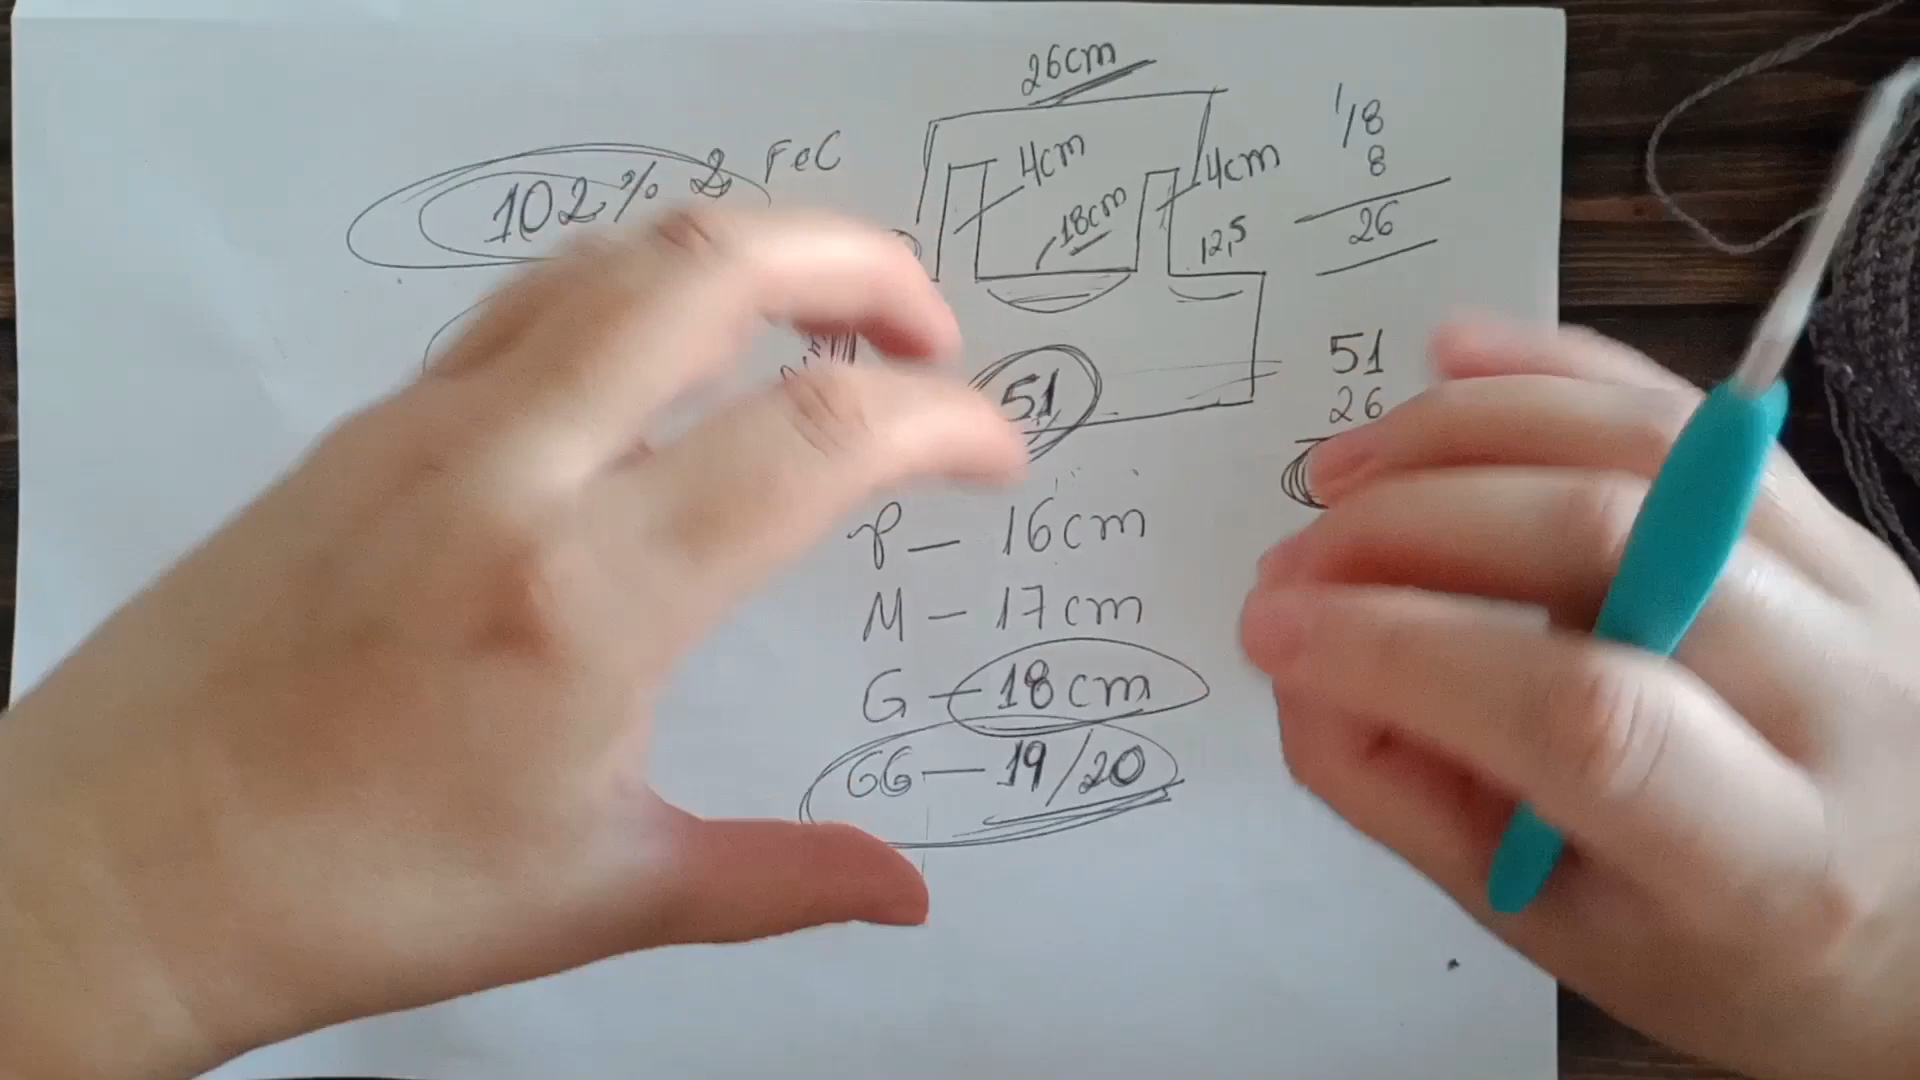 26cm
102%2 FeC
4cm
4cm
18cm
12,5
18
8
26
51
51
26
P — 16cm
M — 17cm
G — 18cm
GG — 19/20